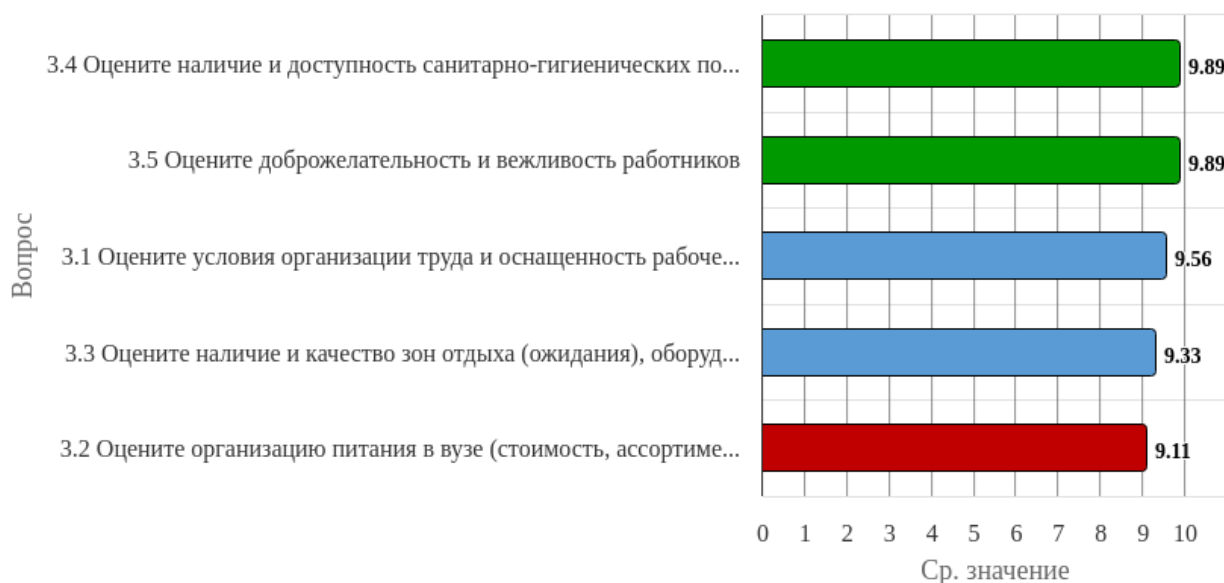 3.4 Оцените наличие и доступность санитарно-гигиенических по...
9.89
3.5 Оцените доброжелательность и вежливость работников
9.89
3.1 Оцените условия организации труда и оснащенность рабоче...
9.56
3.3 Оцените наличие и качество зон отдыха (ожидания), оборуд...
9.33
3.2 Оцените организацию питания в вузе (стоимость, ассортиме...
9.11
Вопрос
0 1 2 3 4 5 6 7 8 9 10
Ср. значение